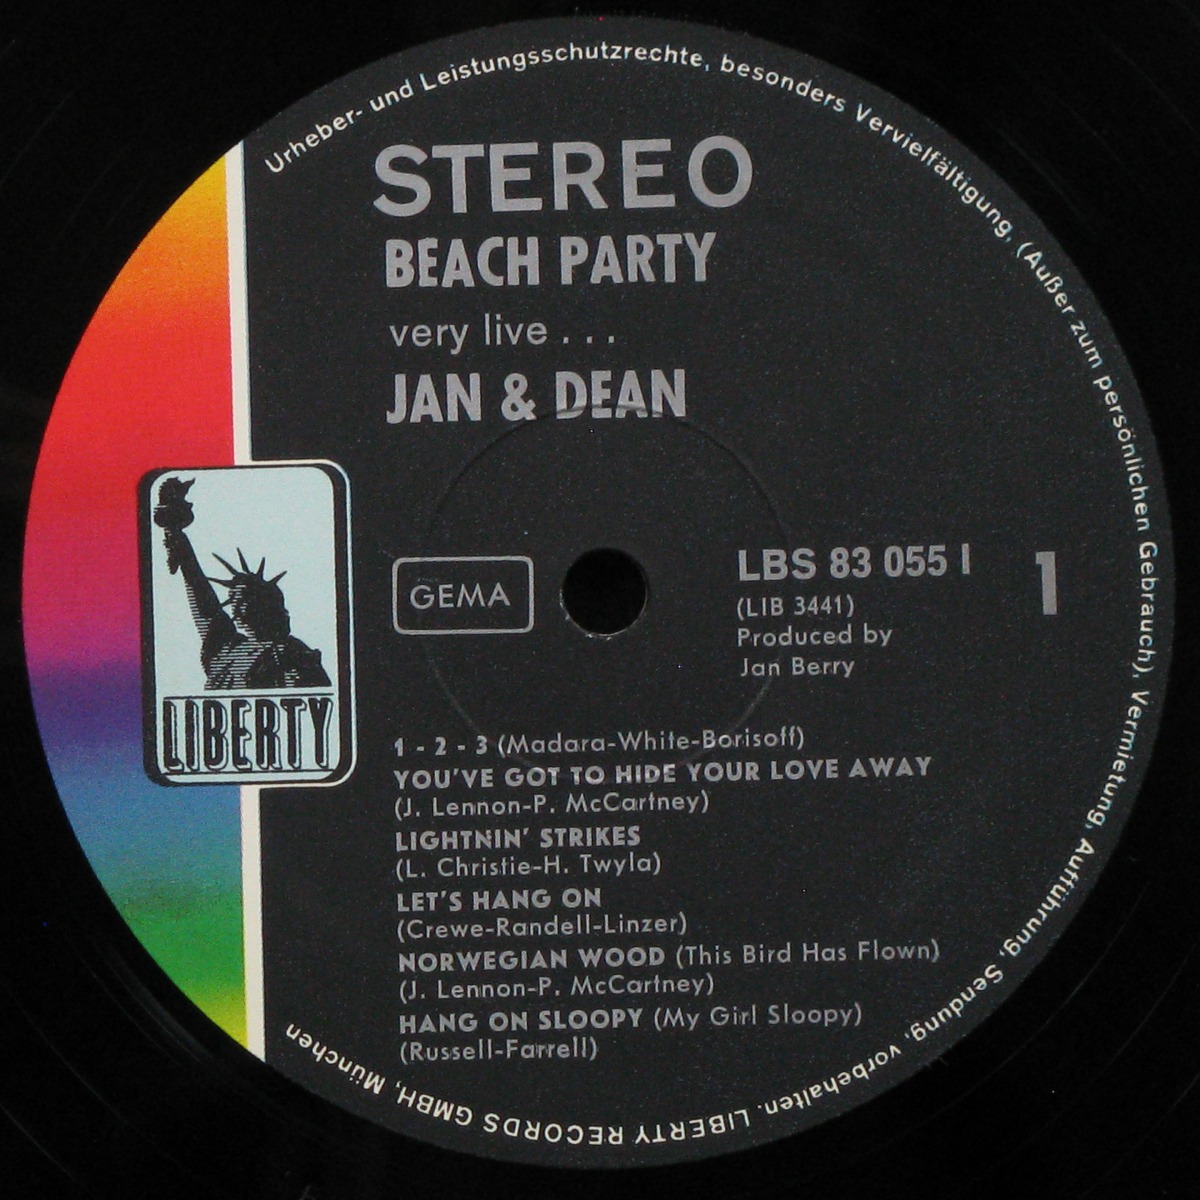 Urheber- und Leistungsschutzrechte, besonders Vervielfältigung, (Außer zum persönlichen Gebrauch), Vermietung, Aufführung, Sendung, vorbehalten. LIBERTY RECORDS GMBH, München
STEREO
BEACH PARTY
very live . . .
JAN & DEAN
GEMA
LBS 83 055 I
1
(LIB 3441)
Produced by
Jan Berry
LIBERTY
1 - 2 - 3 (Madara-White-Borisoff)
YOU'VE GOT TO HIDE YOUR LOVE AWAY
(J. Lennon-P. McCartney)
LIGHTNIN' STRIKES
(L. Christie-H. Twyla)
LET'S HANG ON
(Crewe-Randell-Linzer)
NORWEGIAN WOOD (This Bird Has Flown)
(J. Lennon-P. McCartney)
HANG ON SLOOPY (My Girl Sloopy)
(Russell-Farrell)